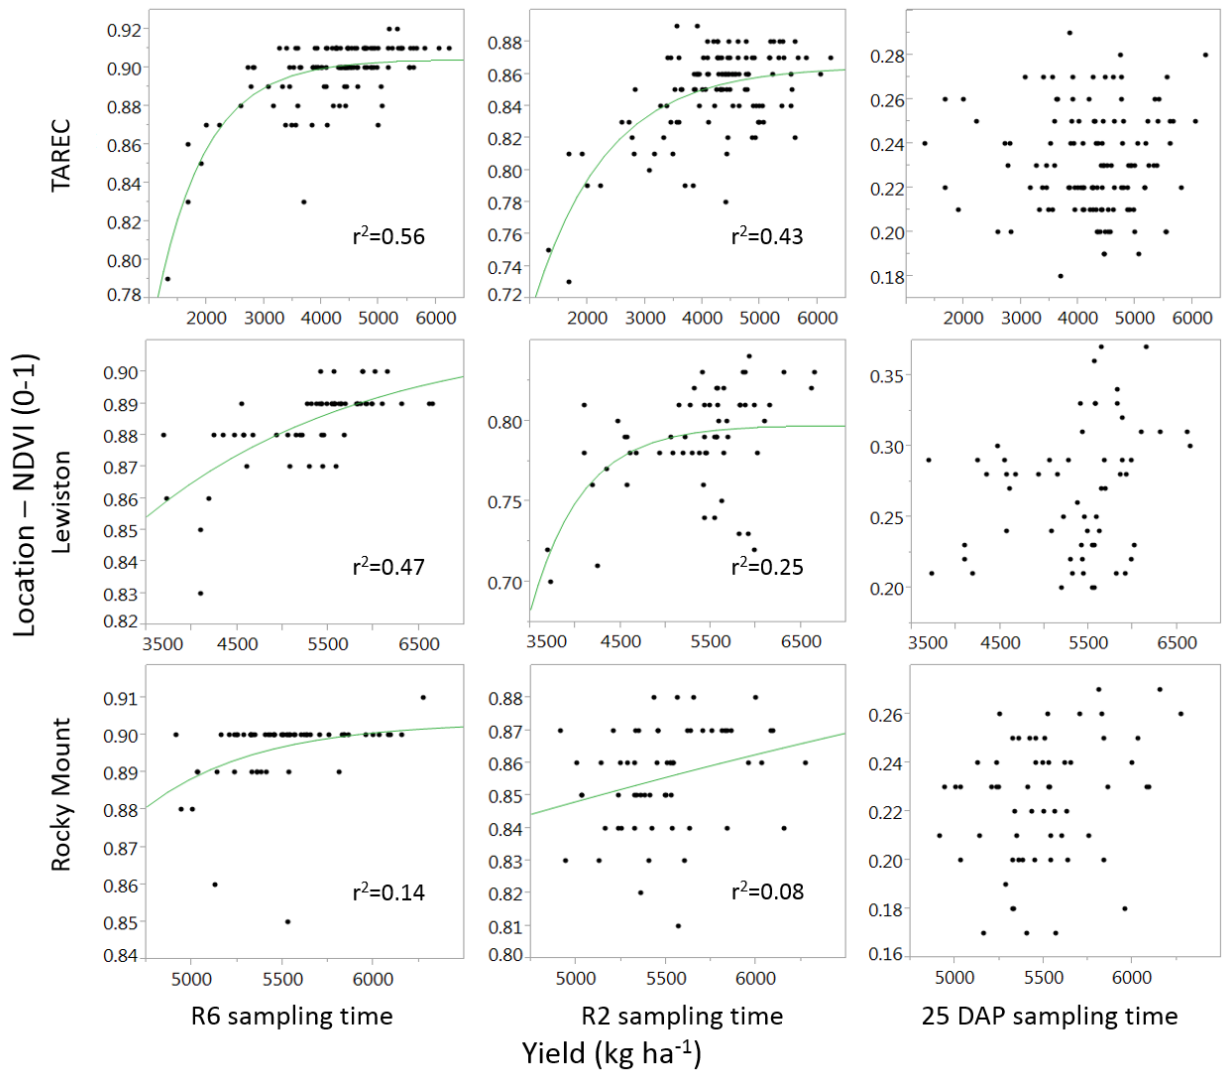 Location – NDVI (0-1)
TAREC
0.92
0.90
0.88
0.86
0.84
0.82
0.80
0.78
r²=0.56
2000 3000 4000 5000 6000
0.88
0.86
0.84
0.82
0.80
0.78
0.76
0.74
0.72
r²=0.43
2000 3000 4000 5000 6000
0.28
0.26
0.24
0.22
0.20
0.18
2000 3000 4000 5000 6000
Lewiston
0.90
0.89
0.88
0.87
0.86
0.85
0.84
0.83
0.82
r²=0.47
3500 4500 5500 6500
0.80
0.75
0.70
r²=0.25
3500 4500 5500 6500
0.35
0.30
0.25
0.20
3500 4500 5500 6500
Rocky Mount
0.91
0.90
0.89
0.88
0.87
0.86
0.85
0.84
r²=0.14
5000 5500 6000
0.88
0.87
0.86
0.85
0.84
0.83
0.82
0.81
0.80
r²=0.08
5000 5500 6000
0.26
0.24
0.22
0.20
0.18
0.16
5000 5500 6000
R6 sampling time
R2 sampling time
25 DAP sampling time
Yield (kg ha⁻¹)